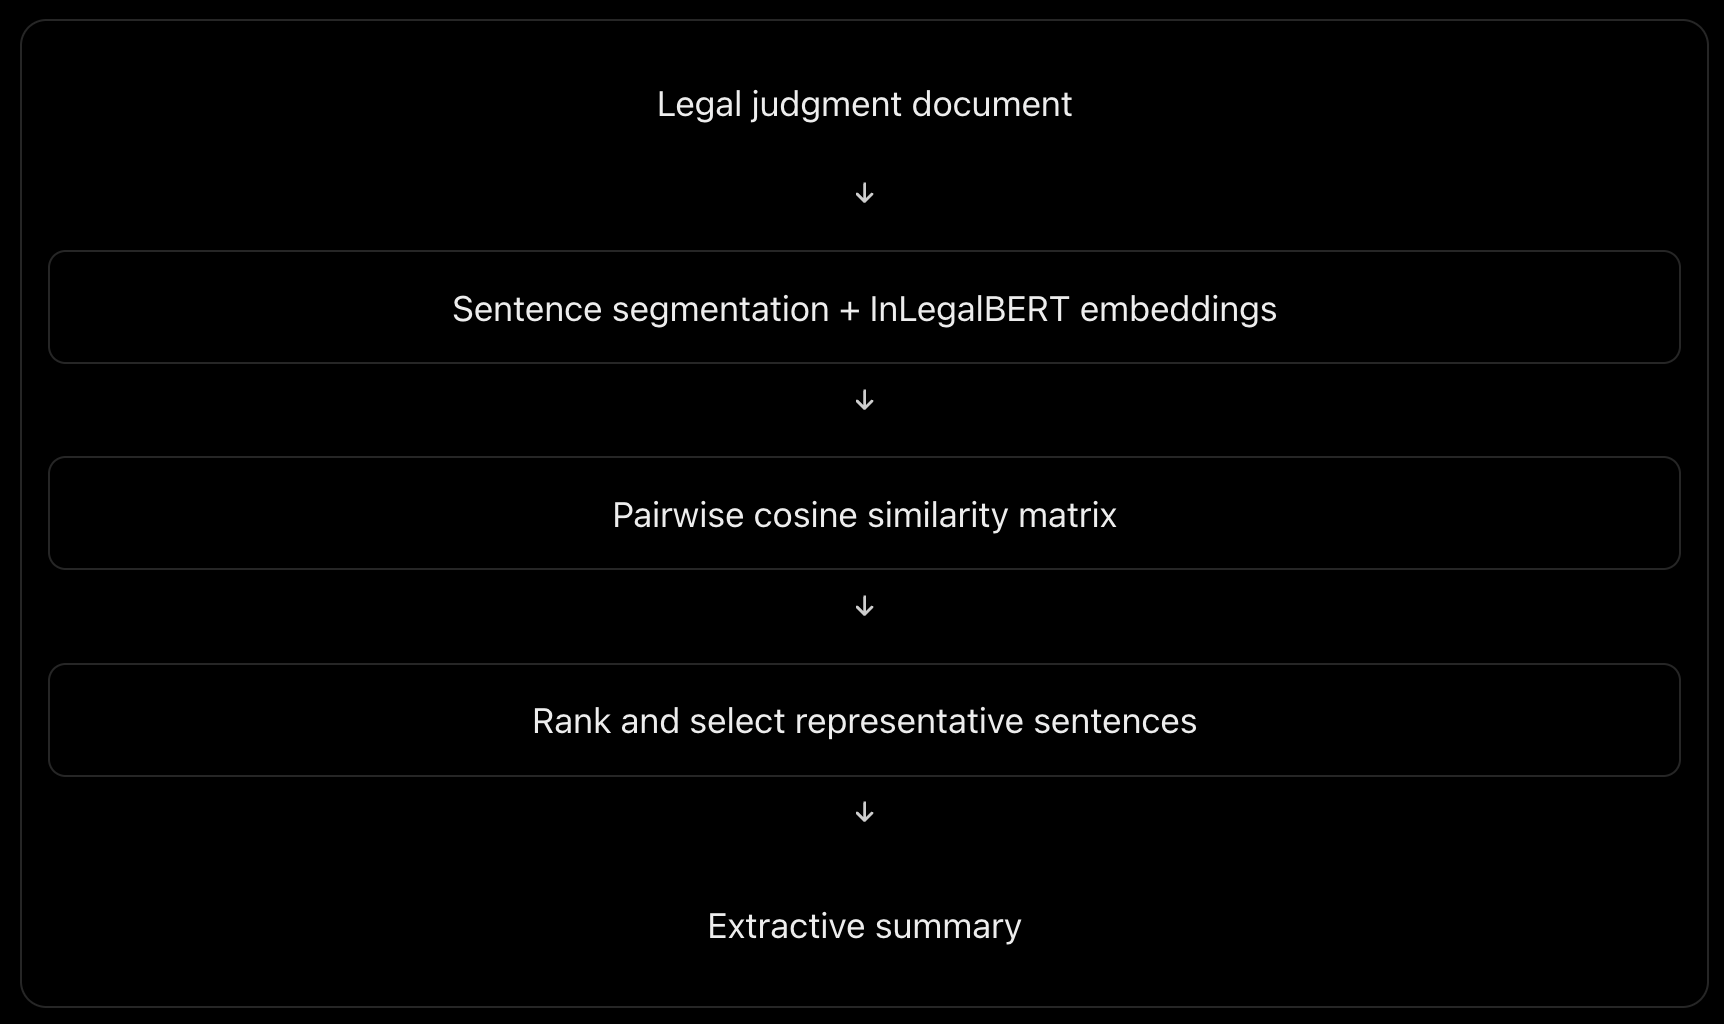 Legal judgment document
↓
Sentence segmentation + InLegalBERT embeddings
↓
Pairwise cosine similarity matrix
↓
Rank and select representative sentences
↓
Extractive summary